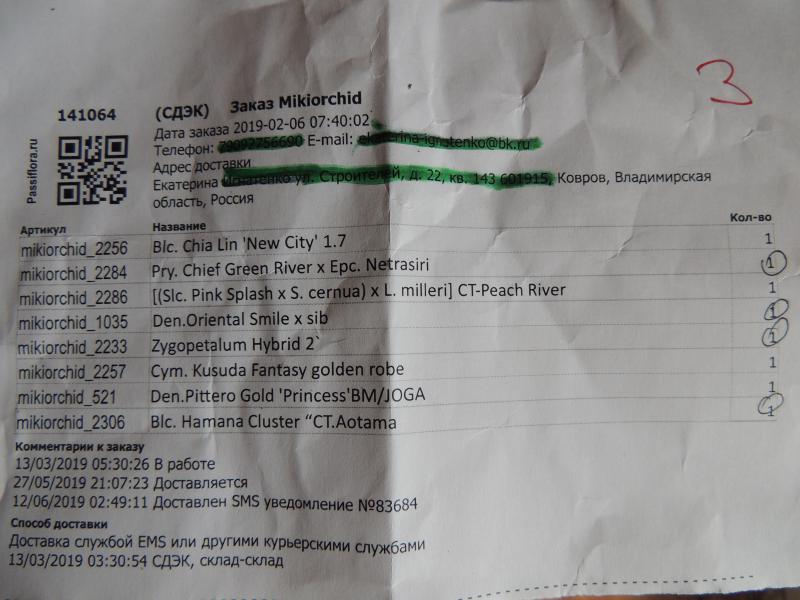 3
141064 (СДЭК) Заказ Mikiorchid
Дата заказа 2019-02-06 07:40:02
Телефон: E-mail:
Адрес доставки
Екатерина Ковров, Владимирская
область, Россия
Passiflora.ru
Артикул Название Кол-во
mikiorchid_2256 Blc. Chia Lin 'New City' 1.7 1
mikiorchid_2284 Pry. Chief Green River x Epc. Netrasiri 1
mikiorchid_2286 [(Slc. Pink Splash x S. cernua) x L. milleri] CT-Peach River 1
mikiorchid_1035 Den.Oriental Smile x sib 1
mikiorchid_2233 Zygopetalum Hybrid 2` 1
mikiorchid_2257 Cym. Kusuda Fantasy golden robe 1
mikiorchid_521 Den.Pittero Gold 'Princess'BM/JOGA 1
mikiorchid_2306 Blc. Hamana Cluster “CT.Aotama 1
Комментарии к заказу
13/03/2019 05:30:26 В работе
27/05/2019 21:07:23 Доставляется
12/06/2019 02:49:11 Доставлен SMS уведомление №83684
Способ доставки
Доставка службой EMS или другими курьерскими службами
13/03/2019 03:30:54 СДЭК, склад-склад